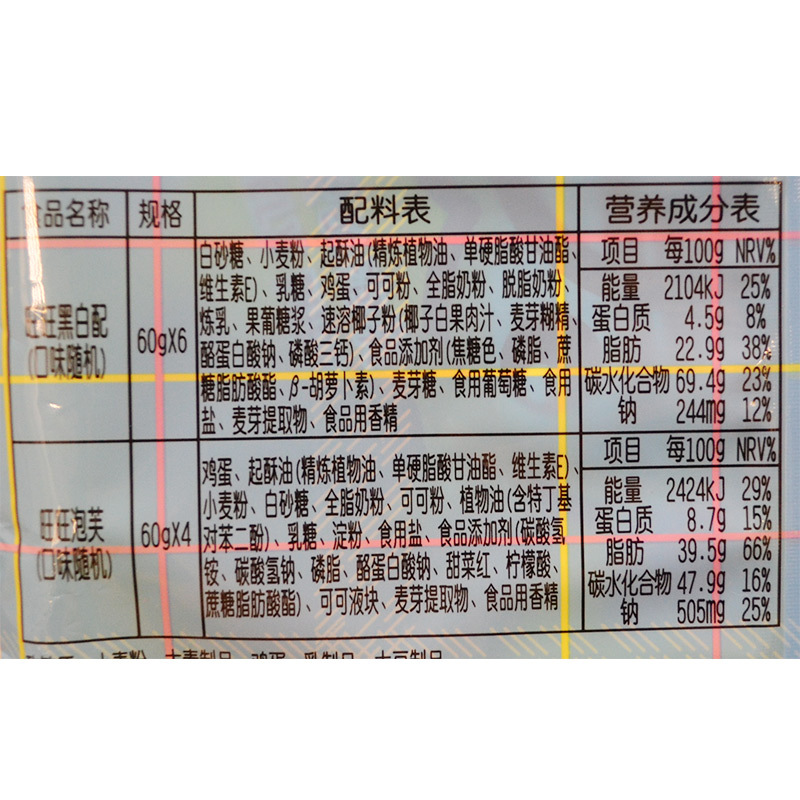 食品名称 规格 配料表 营养成分表
旺旺黑白配
(口味随机)
60gX6
白砂糖、小麦粉、起酥油(精炼植物油、单硬脂酸甘油酯、
维生素E)、乳糖、鸡蛋、可可粉、全脂奶粉、脱脂奶粉、
炼乳、果葡糖浆、速溶椰子粉(椰子白果肉汁、麦芽糊精、
酪蛋白酸钠、磷酸三钙)、食品添加剂(焦糖色、磷脂、蔗
糖脂肪酸酯、β-胡萝卜素)、麦芽糖、食用葡萄糖、食用
盐、麦芽提取物、食品用香精
项目 每100g NRV%
能量 2104kJ 25%
蛋白质 4.5g 8%
脂肪 22.9g 38%
碳水化合物 69.4g 23%
钠 244mg 12%
旺旺泡芙
(口味随机)
60gX4
鸡蛋、起酥油(精炼植物油、单硬脂酸甘油酯、维生素E)、
小麦粉、白砂糖、全脂奶粉、可可粉、植物油(含特丁基
对苯二酚)、乳糖、淀粉、食用盐、食品添加剂(碳酸氢
铵、碳酸氢钠、磷脂、酪蛋白酸钠、甜菜红、柠檬酸、
蔗糖脂肪酸酯)、可可液块、麦芽提取物、食品用香精
项目 每100g NRV%
能量 2424kJ 29%
蛋白质 8.7g 15%
脂肪 39.5g 66%
碳水化合物 47.9g 16%
钠 505mg 25%